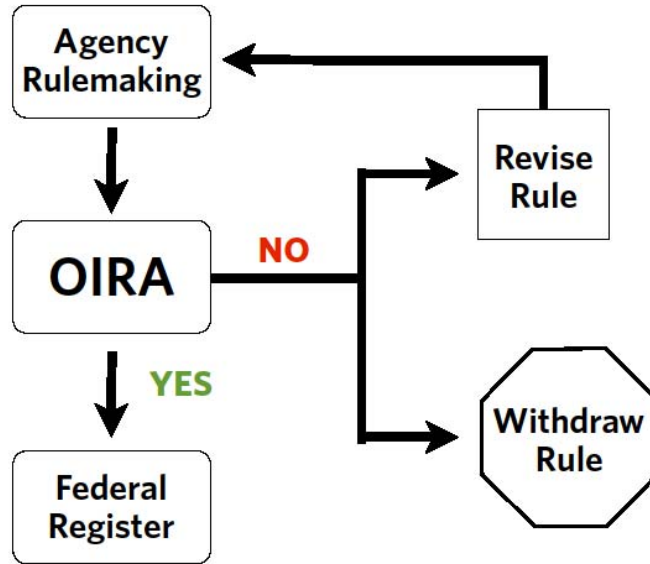 Agency
Rulemaking
Revise
Rule
OIRA
NO
YES
Withdraw
Rule
Federal
Register